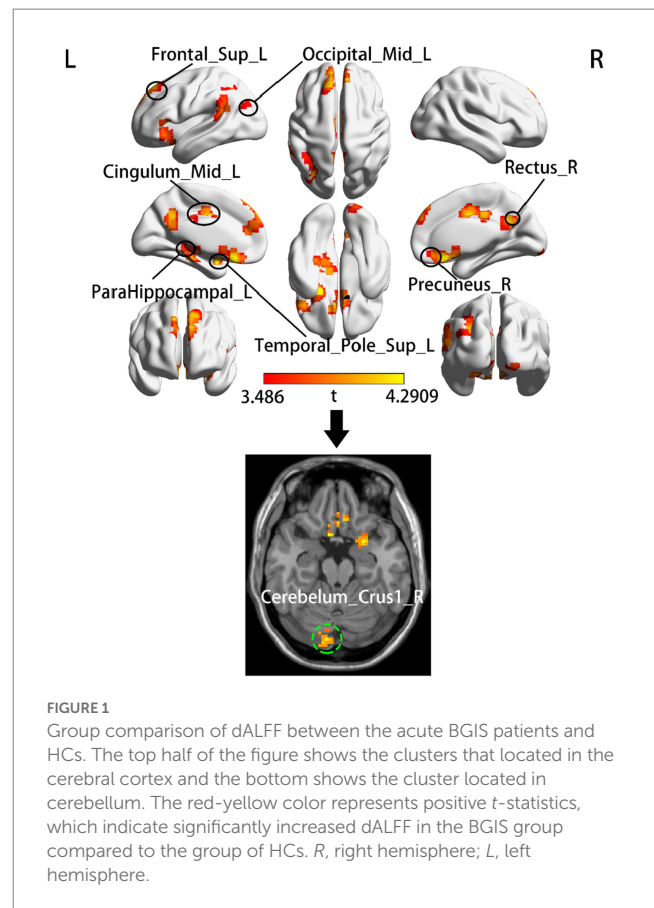 L
R
Frontal_Sup_L
Occipital_Mid_L
Cingulum_Mid_L
Rectus_R
ParaHippocampal_L
Precuneus_R
Temporal_Pole_Sup_L
3.486 t 4.2909
Cerebelum_Crus1_R
FIGURE 1
Group comparison of dALFF between the acute BGIS patients and
HCs. The top half of the figure shows the clusters that located in the
cerebral cortex and the bottom shows the cluster located in
cerebellum. The red-yellow color represents positive t-statistics,
which indicate significantly increased dALFF in the BGIS group
compared to the group of HCs. R, right hemisphere; L, left
hemisphere.